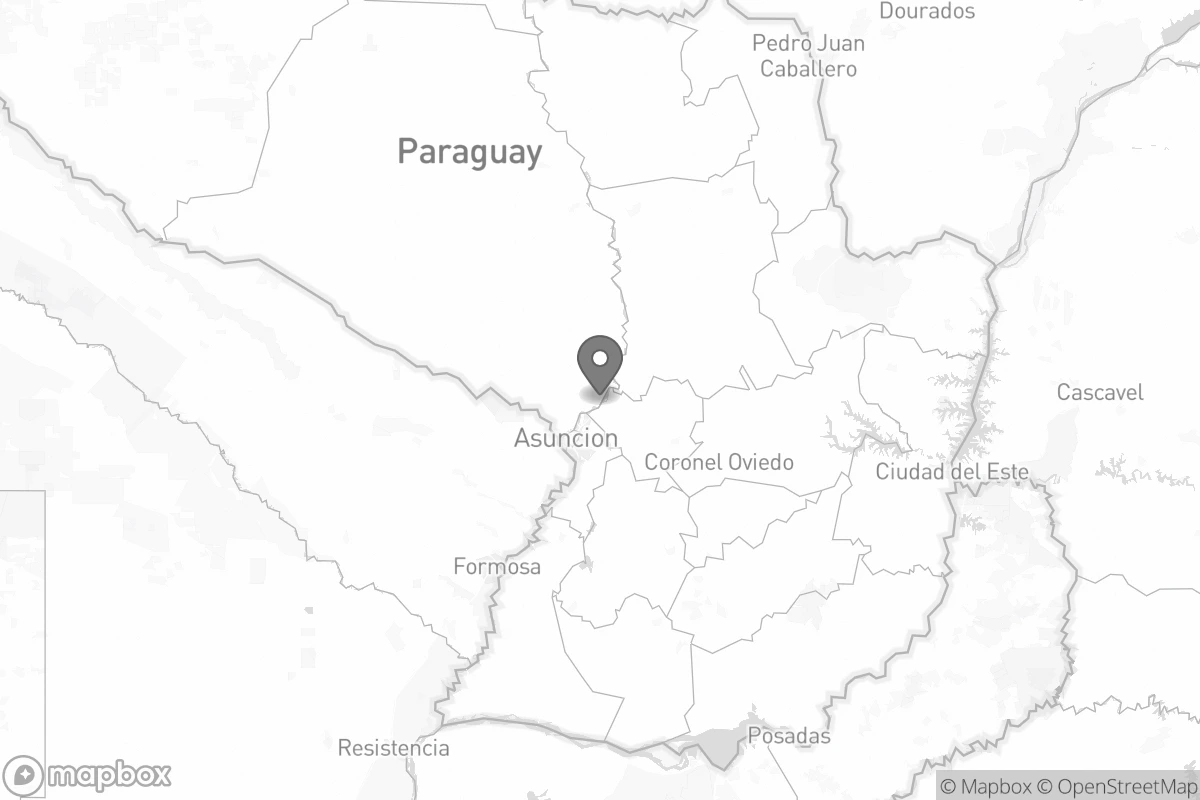 Dourados
Pedro Juan
Caballero
Paraguay
Cascavel
Asuncion
Coronel Oviedo
Ciudad del Este
Formosa
Posadas
Resistencia
mapbox
© Mapbox © OpenStreetMap